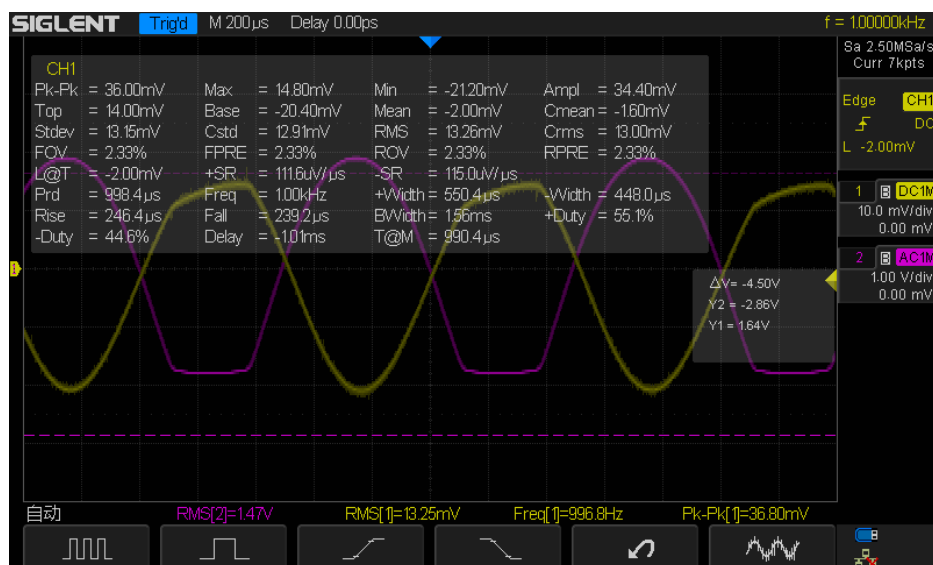 SIGLENT Trig'd M 200µs Delay 0.00ps f = 1.00000kHz
Sa 2.50MSa/s
Curr 7kpts
CH1
Pk-Pk = 36.00mV Max = 14.80mV Min = -21.20mV Ampl = 34.40mV
Top = 14.00mV Base = -20.40mV Mean = -2.00mV Cmean = -1.60mV
Stdev = 13.15mV Cstd = 12.91mV RMS = 13.26mV Crms = 13.00mV
FOV = 2.33% FPRE = 2.33% ROV = 2.33% RPRE = 2.33%
L@T = -2.00mV +SR = 111.6uV/µs -SR = 115.0uV/µs
Prd = 998.4µs Freq = 1.00kHz +Width = 550.4µs -Width = 448.0µs
Rise = 246.4µs Fall = 239.2µs BWidth = 1.56ms +Duty = 55.1%
-Duty = 44.6% Delay = -1.01ms T@M = 990.4µs
Edge CH1
DC
L -2.00mV
1 B DC1M
10.0 mV/div
0.00 mV
2 B AC1M
1.00 V/div
0.00 mV
1
ΔV= -4.50V
Y2 = -2.86V
Y1 = 1.64V
自动 RMS[2]=1.47V RMS[1]=13.25mV Freq[1]=996.8Hz Pk-Pk[1]=36.80mV